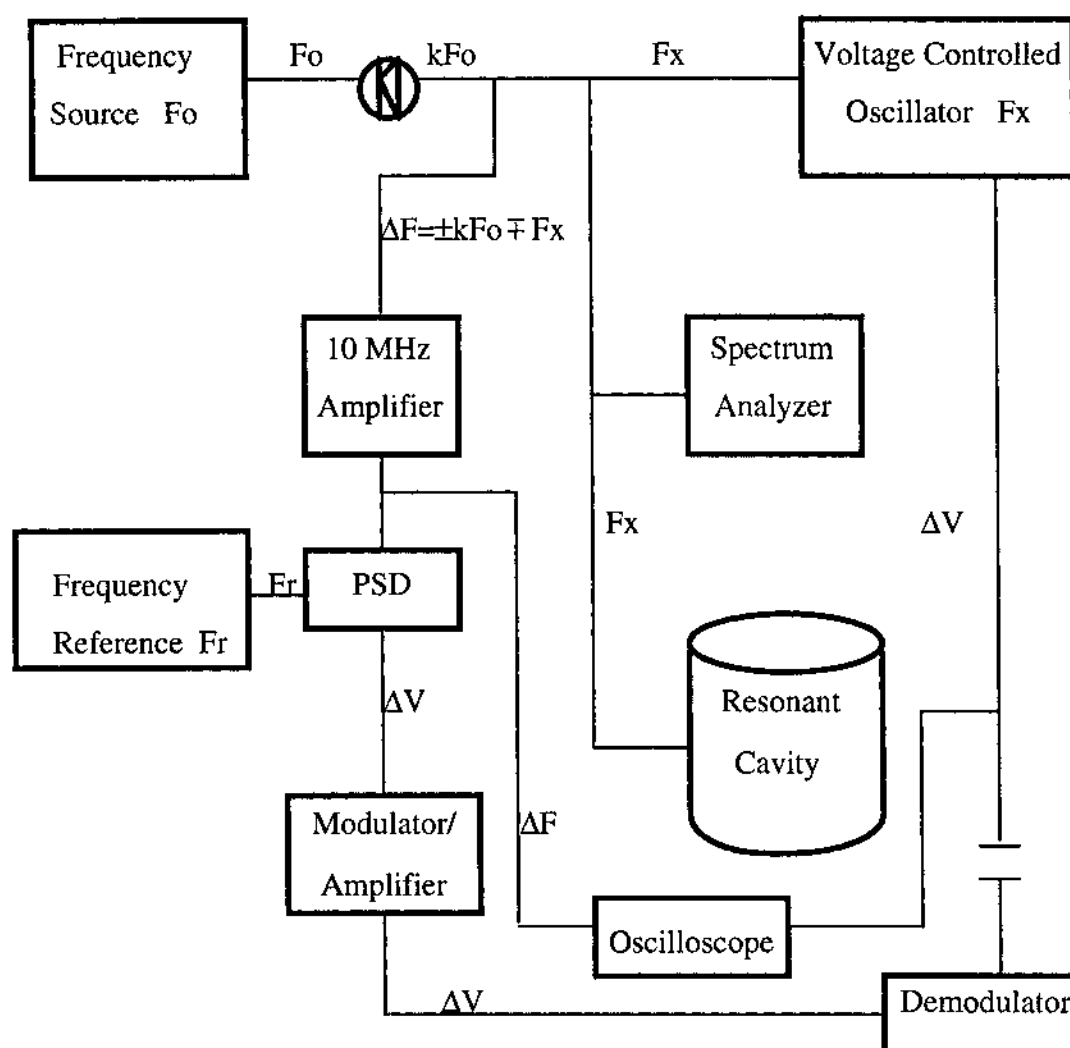 Frequency
Source Fo
Fo
kFo
Fx
Voltage Controlled
Oscillator Fx
ΔF=±kFo∓Fx
10 MHz
Amplifier
Spectrum
Analyzer
Fx
ΔV
Frequency
Reference Fr
Fr
PSD
ΔV
Resonant
Cavity
Modulator/
Amplifier
ΔF
Oscilloscope
ΔV
Demodulator